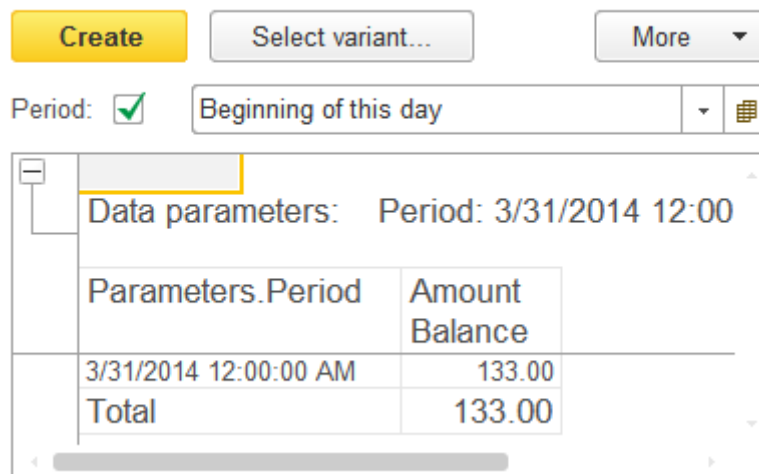 Create Select variant... More
Period: Beginning of this day
Data parameters: Period: 3/31/2014 12:00
Parameters.Period Amount
Balance
3/31/2014 12:00:00 AM 133.00
Total 133.00